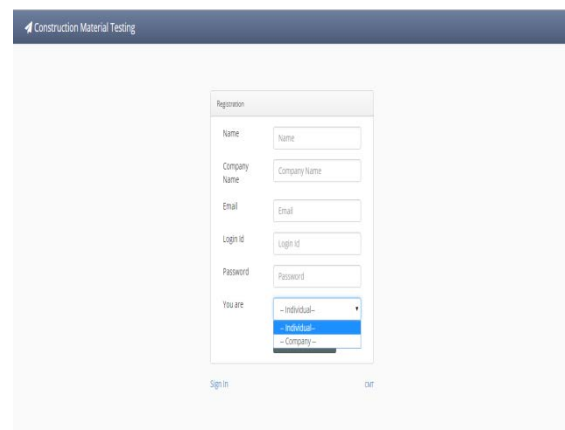 Construction Material Testing
Registration
Name
Name
Company
Name
Company Name
Email
Email
Login Id
Login Id
Password
Password
You are
-- Individual--
-- Individual--
-- Company --
Sign In
CMT